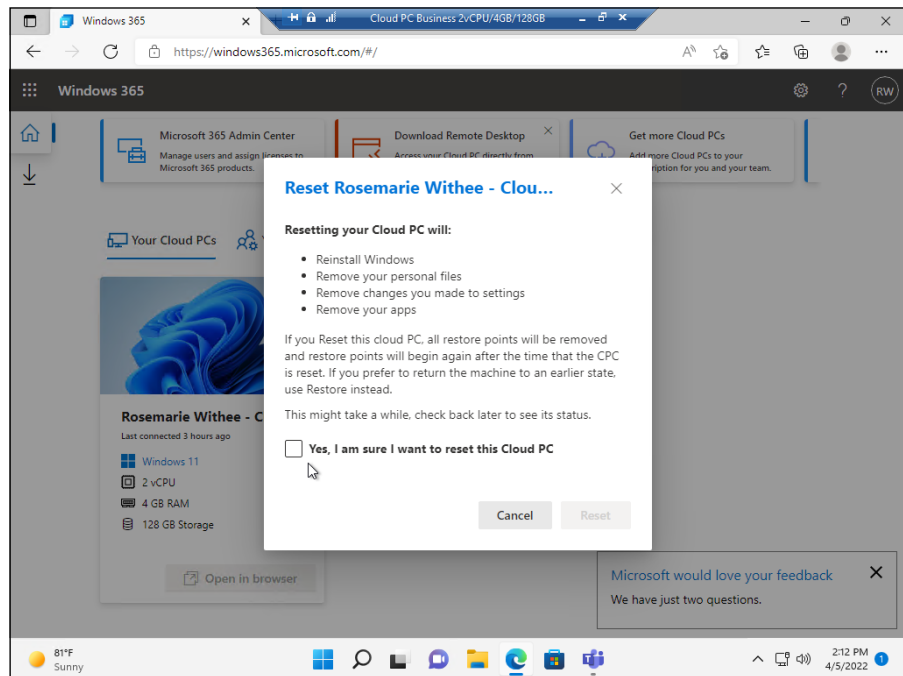 Windows 365
Cloud PC Business 2vCPU/4GB/128GB
https://windows365.microsoft.com/#/
Windows 365
RW
Microsoft 365 Admin Center
Manage users and assign licenses to
Microsoft 365 products.
Download Remote Desktop
Access your Cloud PC directly from
Get more Cloud PCs
Add more Cloud PCs to your
for you and your team.
Your Cloud PCs
Reset Rosemarie Withee - Clou...
Resetting your Cloud PC will:
• Reinstall Windows
• Remove your personal files
• Remove changes you made to settings
• Remove your apps
If you Reset this cloud PC, all restore points will be removed
and restore points will begin again after the time that the CPC
is reset. If you prefer to return the machine to an earlier state,
use Restore instead.
This might take a while, check back later to see its status.
Yes, I am sure I want to reset this Cloud PC
Cancel
Reset
Rosemarie Withee - C
Last connected 3 hours ago
Windows 11
2 vCPU
4 GB RAM
128 GB Storage
Open in browser
Microsoft would love your feedback
We have just two questions.
81°F
Sunny
2:12 PM
4/5/2022
1